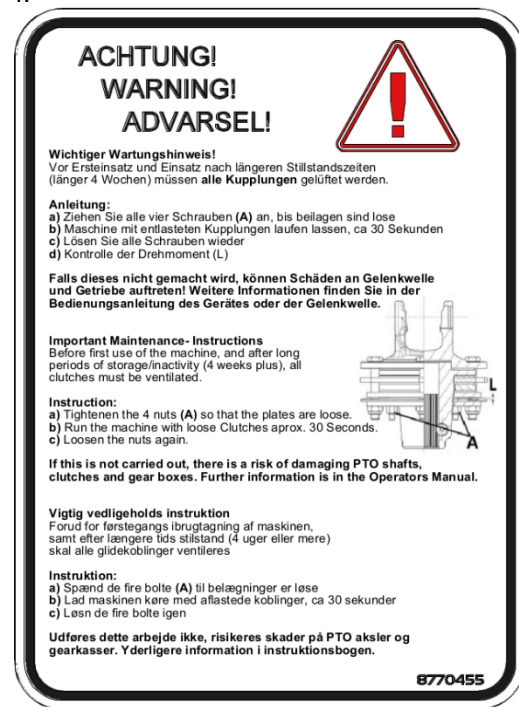 ACHTUNG!
WARNING!
ADVARSEL!
Wichtiger Wartungshinweis!
Vor Ersteinsatz und Einsatz nach längeren Stillstandszeiten
(länger 4 Wochen) müssen alle Kupplungen gelüftet werden.
Anleitung:
a) Ziehen Sie alle vier Schrauben (A) an, bis beilagen sind lose
b) Maschine mit entlasteten Kupplungen laufen lassen, ca 30 Sekunden
c) Lösen Sie alle Schrauben wieder
d) Kontrolle der Drehmoment (L)
Falls dieses nicht gemacht wird, können Schäden an Gelenkwelle
und Getriebe auftreten! Weitere Informationen finden Sie in der
Bedienungsanleitung des Gerätes oder der Gelenkwelle.
Important Maintenance- Instructions
Before first use of the machine, and after long
periods of storage/inactivity (4 weeks plus), all
clutches must be ventilated.
Instruction:
a) Tightenen the 4 nuts (A) so that the plates are loose.
b) Run the machine with loose Clutches aprox. 30 Seconds.
c) Loosen the nuts again.
L
A
If this is not carried out, there is a risk of damaging PTO shafts,
clutches and gear boxes. Further information is in the Operators Manual.
Vigtig vedligeholds instruktion
Forud for førstegangs ibrugtagning af maskinen,
samt efter længere tids stilstand (4 uger eller mere)
skal alle glidekoblinger ventileres
Instruktion:
a) Spænd de fire bolte (A) til belægninger er løse
b) Lad maskinen køre med aflastede koblinger, ca 30 sekunder
c) Løsn de fire bolte igen
Udføres dette arbejde ikke, risikeres skader på PTO aksler og
gearkasser. Yderligere information i instruktionsbogen.
8770455